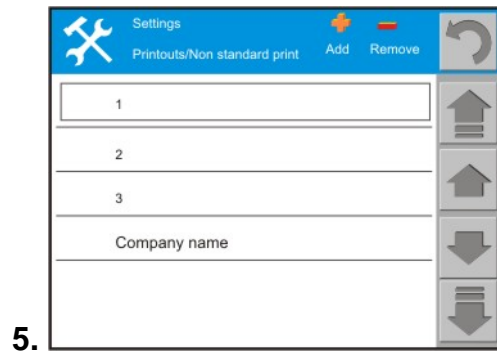 Settings
Printouts/Non standard print
Add Remove
1
2
3
Company name
5.